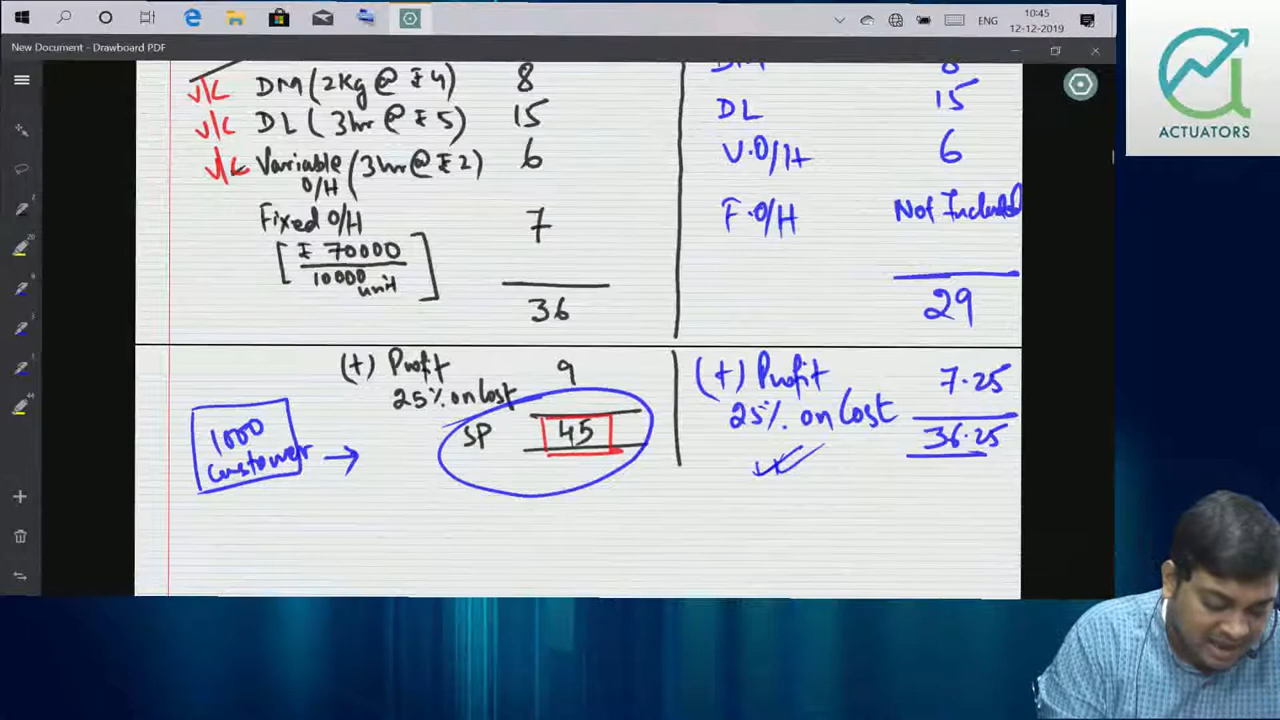 10:45
ENG
12-12-2019
New Document - Drawboard PDF
ACTUATORS
V/C DM (2Kg @ ₹ 4) 8
V/C DL ( 3hr @ ₹ 5) 15
V/C Variable O/H (3hr @ ₹ 2) 6
Fixed O/H 7
[₹ 70000 / 10000 unit]
36
(+) Profit 9
25% on Cost
SP 45
1000
Customer →
DM 8
DL 15
V.O/H 6
F.O/H Not Included
29
(+) Profit 7.25
25% on Cost
36.25